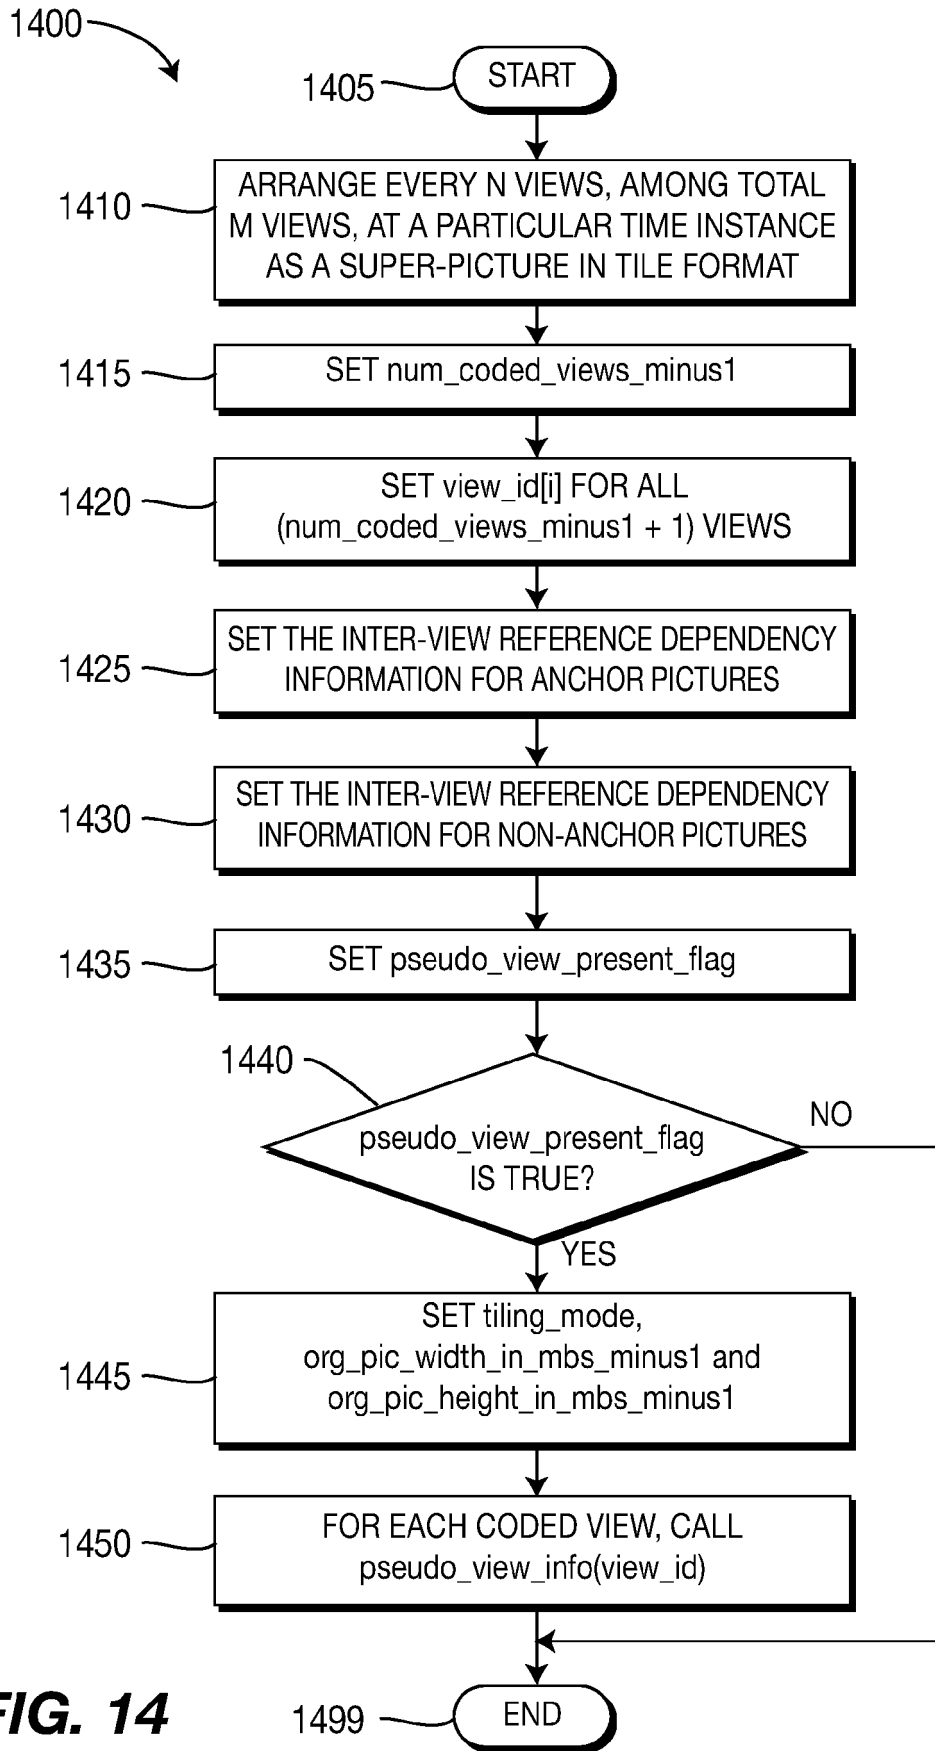 1400
1405
START
1410
ARRANGE EVERY N VIEWS, AMONG TOTAL
M VIEWS, AT A PARTICULAR TIME INSTANCE
AS A SUPER-PICTURE IN TILE FORMAT
1415
SET num_coded_views_minus1
1420
SET view_id[i] FOR ALL
(num_coded_views_minus1 + 1) VIEWS
1425
SET THE INTER-VIEW REFERENCE DEPENDENCY
INFORMATION FOR ANCHOR PICTURES
1430
SET THE INTER-VIEW REFERENCE DEPENDENCY
INFORMATION FOR NON-ANCHOR PICTURES
1435
SET pseudo_view_present_flag
1440
pseudo_view_present_flag
IS TRUE?
NO
YES
1445
SET tiling_mode,
org_pic_width_in_mbs_minus1 and
org_pic_height_in_mbs_minus1
1450
FOR EACH CODED VIEW, CALL
pseudo_view_info(view_id)
FIG. 14
1499
END